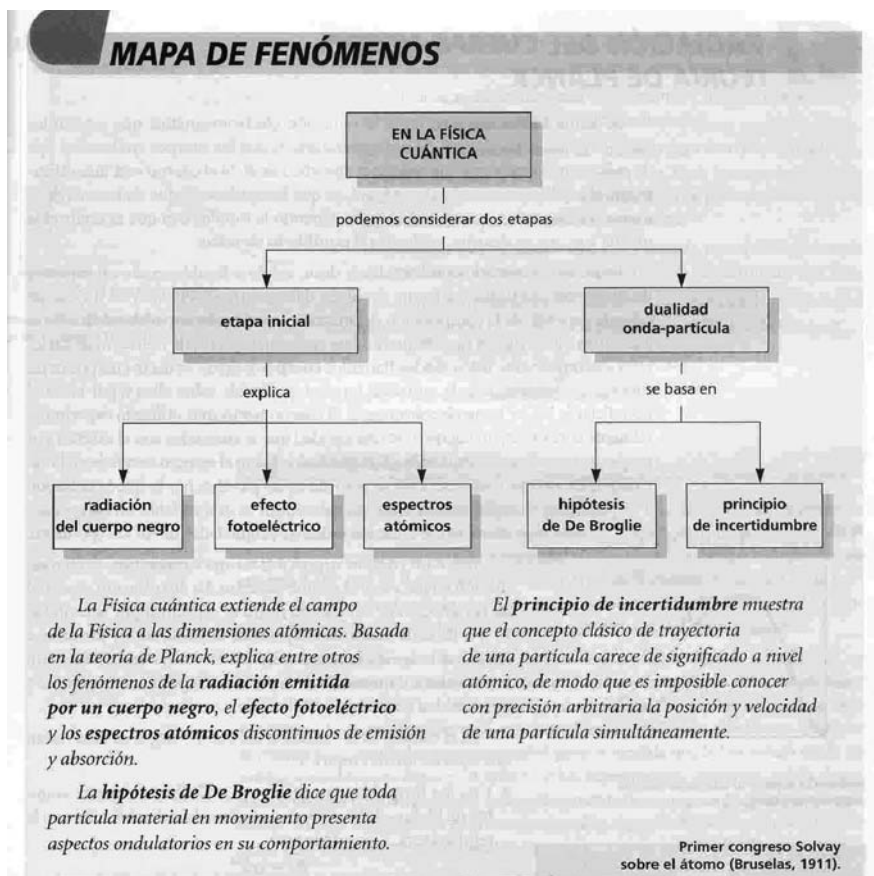 MAPA DE FENÓMENOS
EN LA FÍSICA
CUÁNTICA
podemos considerar dos etapas
etapa inicial
dualidad
onda-partícula
explica
se basa en
radiación
del cuerpo negro
efecto
fotoeléctrico
espectros
atómicos
hipótesis
de De Broglie
principio
de incertidumbre
La Física cuántica extiende el campo
de la Física a las dimensiones atómicas. Basada
en la teoría de Planck, explica entre otros
los fenómenos de la radiación emitida
por un cuerpo negro, el efecto fotoeléctrico
y los espectros atómicos discontinuos de emisión
y absorción.
La hipótesis de De Broglie dice que toda
partícula material en movimiento presenta
aspectos ondulatorios en su comportamiento.
El principio de incertidumbre muestra
que el concepto clásico de trayectoria
de una partícula carece de significado a nivel
atómico, de modo que es imposible conocer
con precisión arbitraria la posición y velocidad
de una partícula simultáneamente.
Primer congreso Solvay
sobre el átomo (Bruselas, 1911).